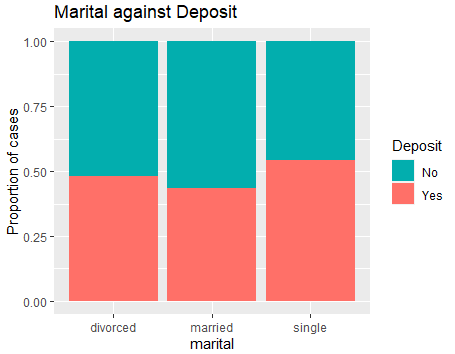 Marital against Deposit
Proportion of cases
1.00
0.75
0.50
0.25
0.00
divorced married single
marital
Deposit
No
Yes